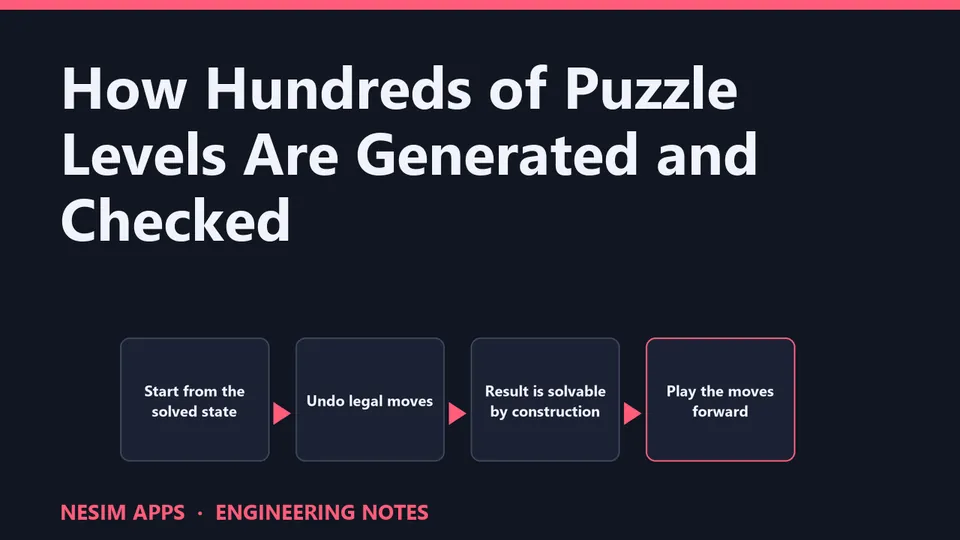 How Hundreds of Puzzle
Levels Are Generated and
Checked
Start from the
solved state
Undo legal moves
Result is solvable
by construction
Play the moves
forward
NESIM APPS · ENGINEERING NOTES